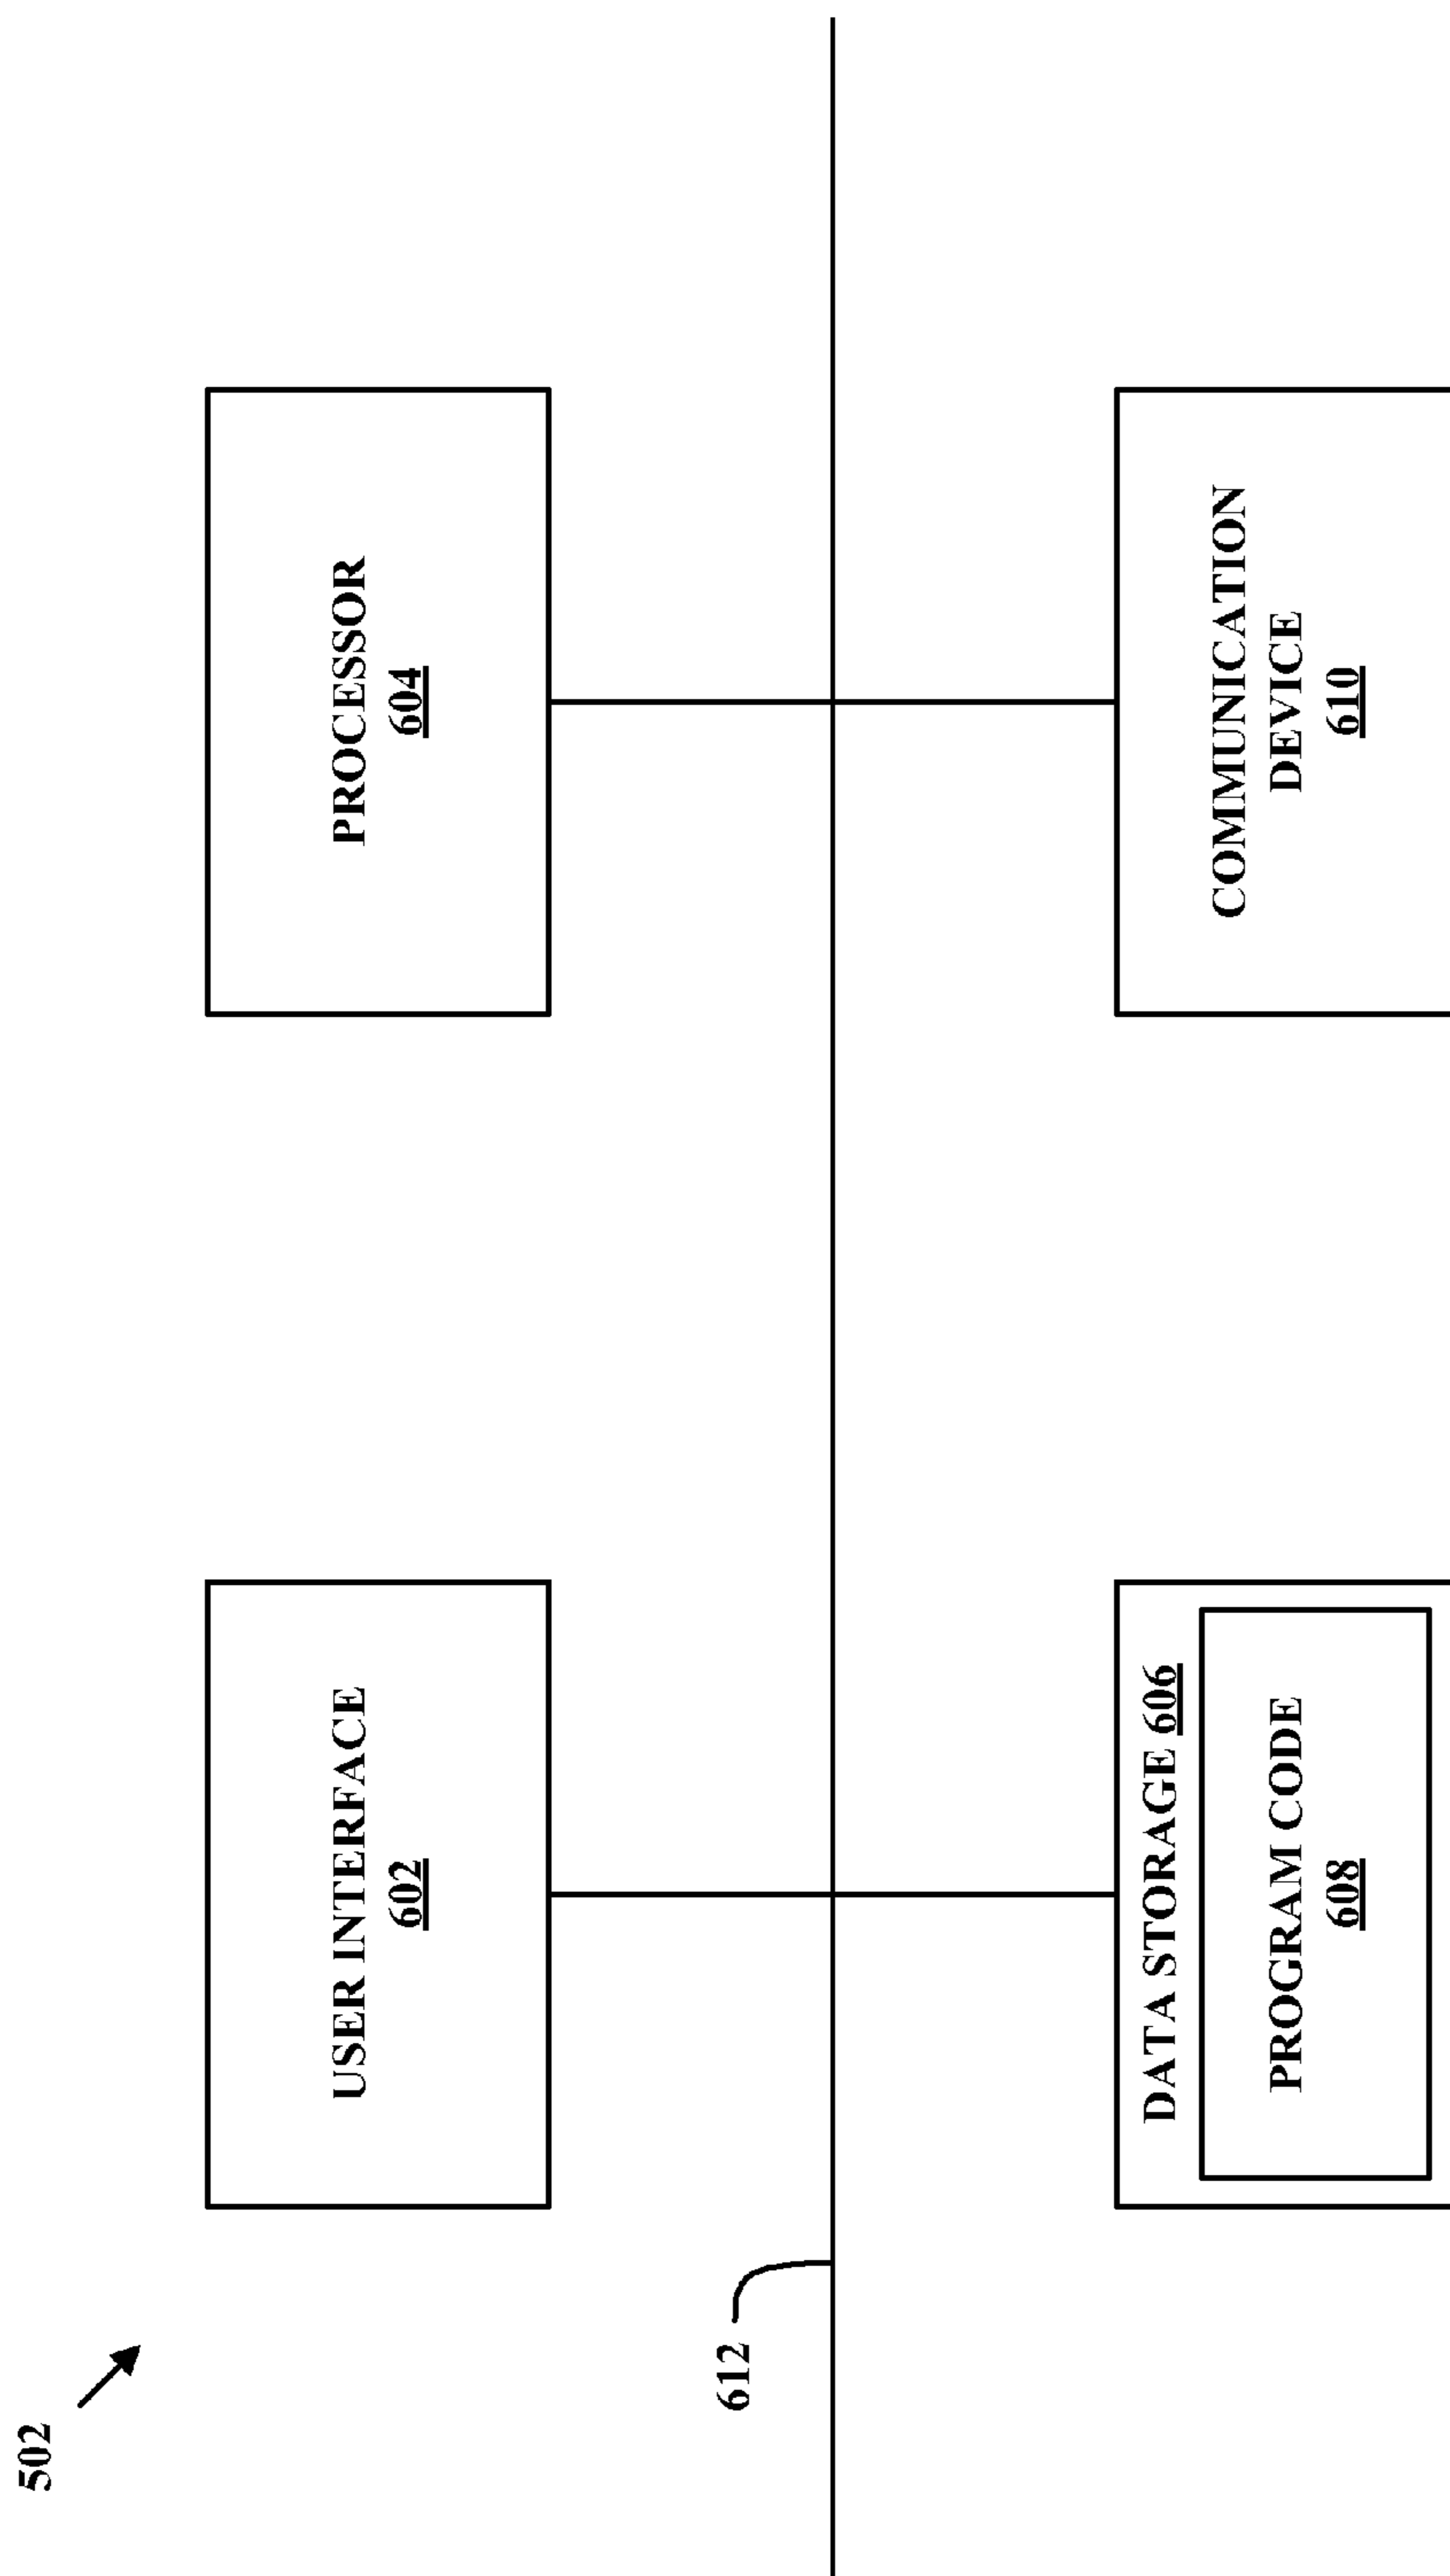 502
USER INTERFACE
602
PROCESSOR
604
612
DATA STORAGE 606
PROGRAM CODE
608
COMMUNICATION
DEVICE
610